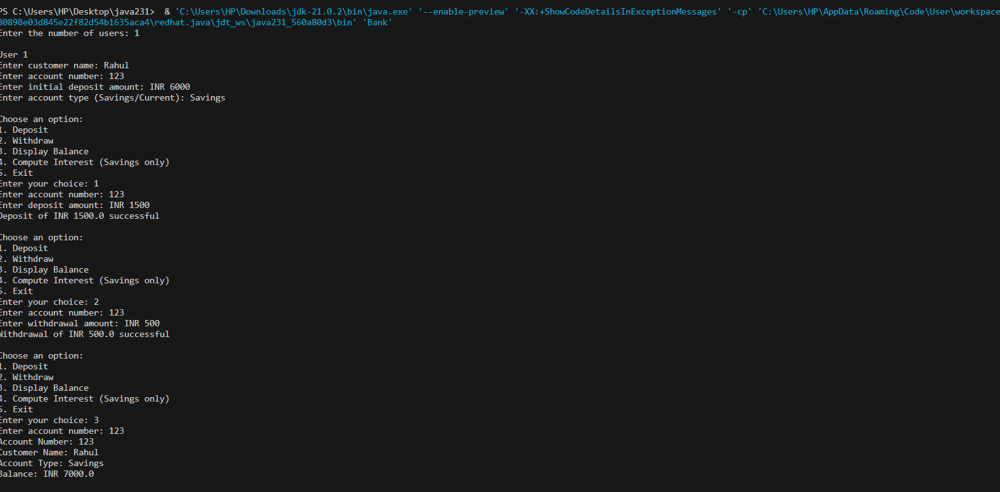 PS C:\Users\HP\Desktop\java231>  & 'C:\Users\HP\Downloads\jdk-21.0.2\bin\java.exe' '--enable-preview' '-XX:+ShowCodeDetailsInExceptionMessages' '-cp' 'C:\Users\HP\AppData\Roaming\Code\User\workspace
80898e03d845e22f82d54b1635aca4\redhat.java\jdt_ws\java231_560a80d3\bin' 'Bank'
Enter the number of users: 1
User 1
Enter customer name: Rahul
Enter account number: 123
Enter initial deposit amount: INR 6000
Enter account type (Savings/Current): Savings
Choose an option:
1. Deposit
2. Withdraw
3. Display Balance
4. Compute Interest (Savings only)
5. Exit
Enter your choice: 1
Enter account number: 123
Enter deposit amount: INR 1500
Deposit of INR 1500.0 successful
Choose an option:
1. Deposit
2. Withdraw
3. Display Balance
4. Compute Interest (Savings only)
5. Exit
Enter your choice: 2
Enter account number: 123
Enter withdrawal amount: INR 500
Withdrawal of INR 500.0 successful
Choose an option:
1. Deposit
2. Withdraw
3. Display Balance
4. Compute Interest (Savings only)
5. Exit
Enter your choice: 3
Enter account number: 123
Account Number: 123
Customer Name: Rahul
Account Type: Savings
Balance: INR 7000.0